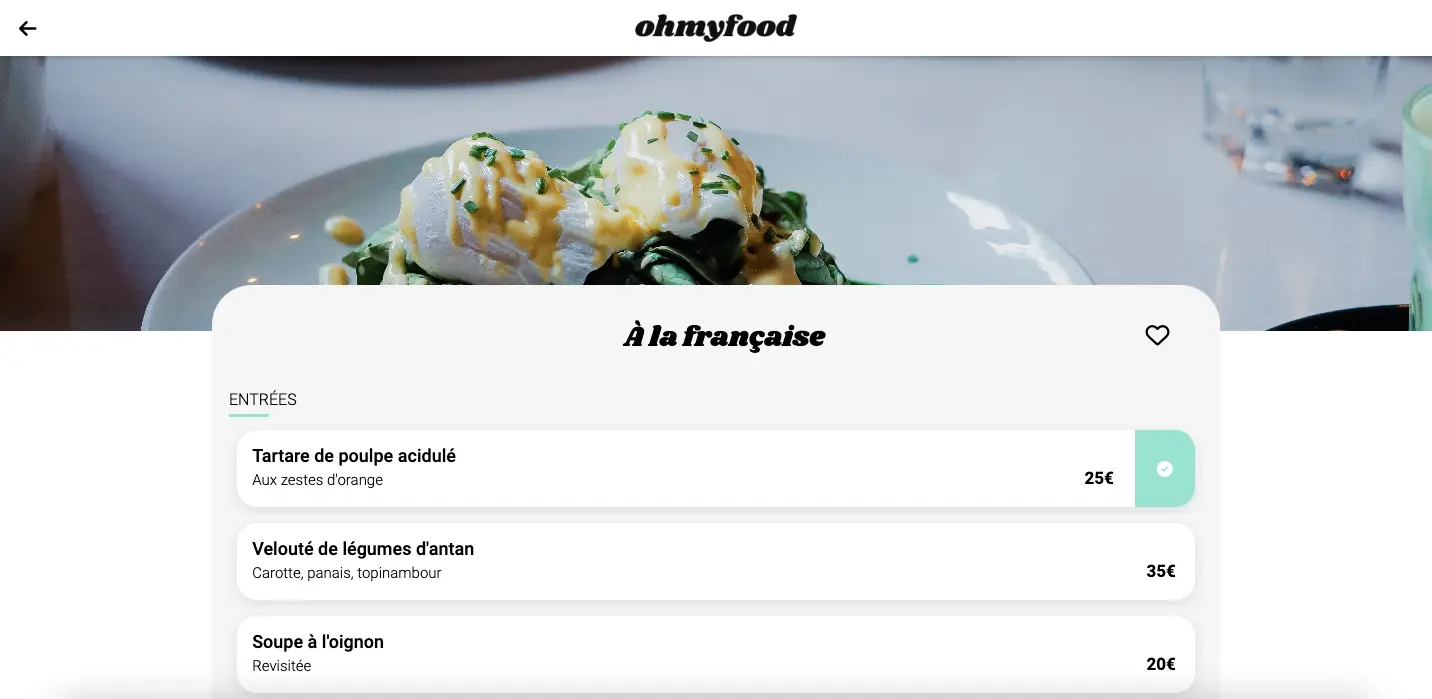 ohmyfood
À la française
ENTRÉES
Tartare de poulpe acidulé
Aux zestes d'orange
25€
Velouté de légumes d'antan
Carotte, panais, topinambour
35€
Soupe à l'oignon
Revisitée
20€